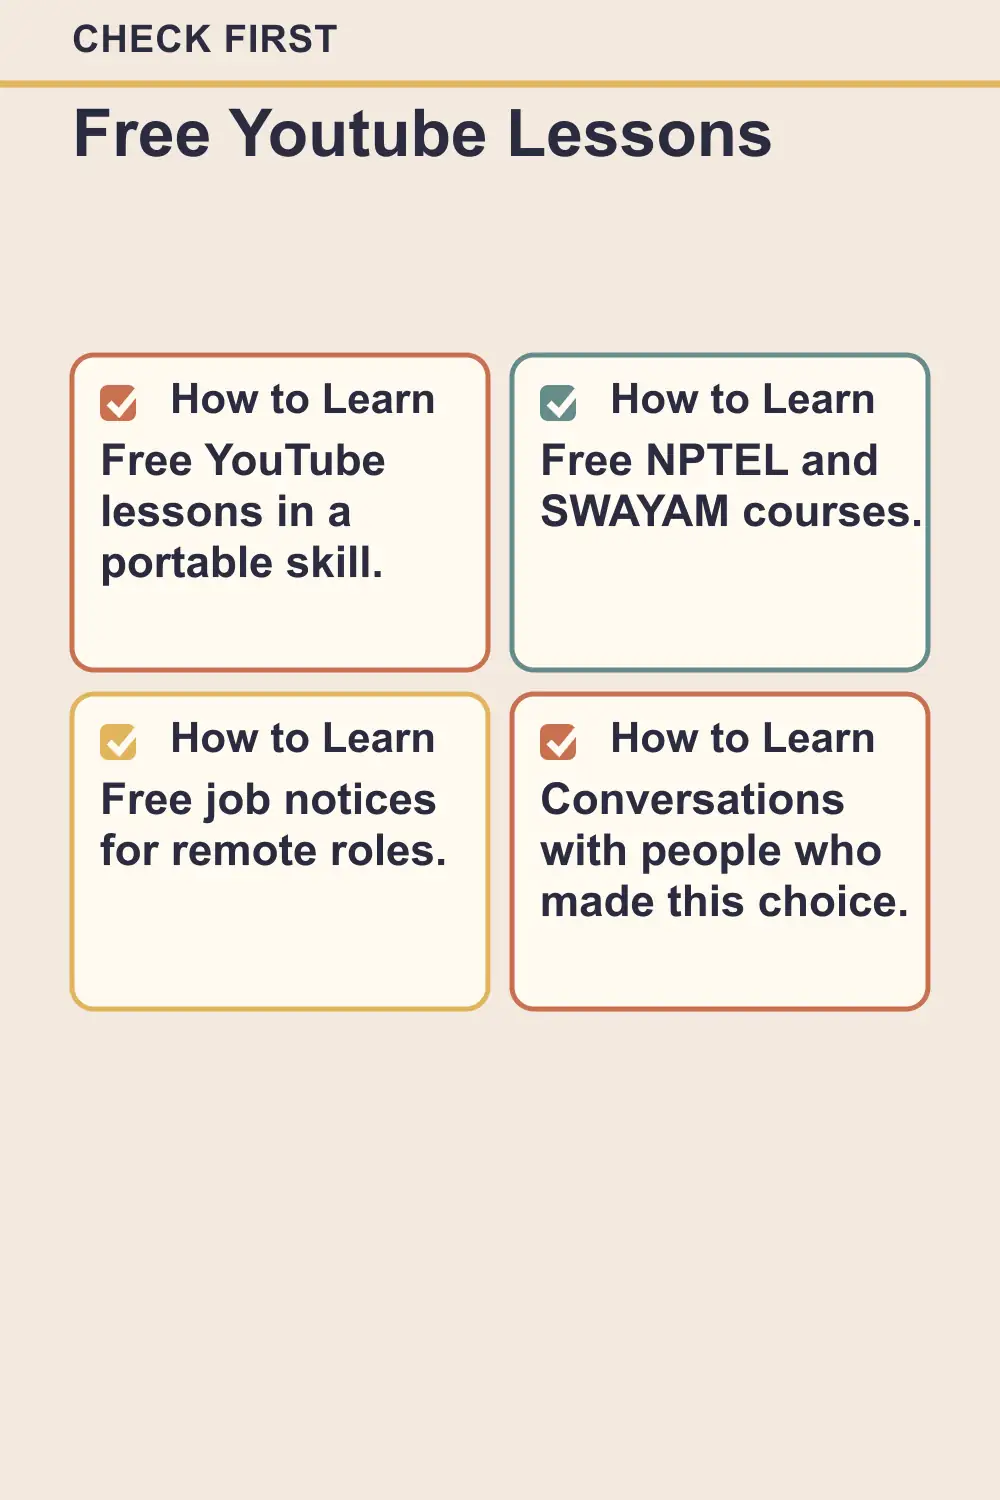 CHECK FIRST
Free Youtube Lessons
How to Learn
Free YouTube
lessons in a
portable skill.
How to Learn
Free NPTEL and
SWAYAM courses.
How to Learn
Free job notices
for remote roles.
How to Learn
Conversations
with people who
made this choice.